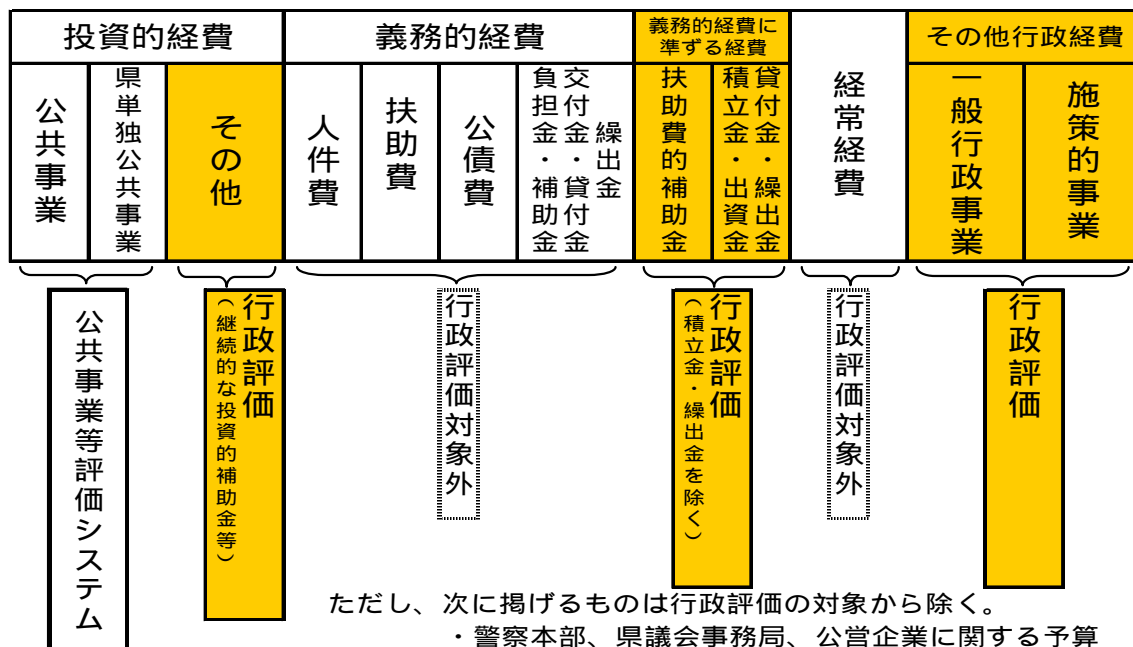 投資的経費
義務的経費
義務的経費に
準ずる経費
経常経費
その他行政経費
公共事業
県単独公共事業
その他
人件費
扶助費
公債費
負担金・補助金
交付金・貸付金
繰出金
扶助費的補助金
積立金・出資金
貸付金・繰出金
一般行政事業
施策的事業
公共事業等評価システム
行政評価
（継続的な投資的補助金等）
行政評価対象外
行政評価
（積立金・繰出金を除く）
行政評価対象外
行政評価
ただし、次に掲げるものは行政評価の対象から除く。
・警察本部、県議会事務局、公営企業に関する予算